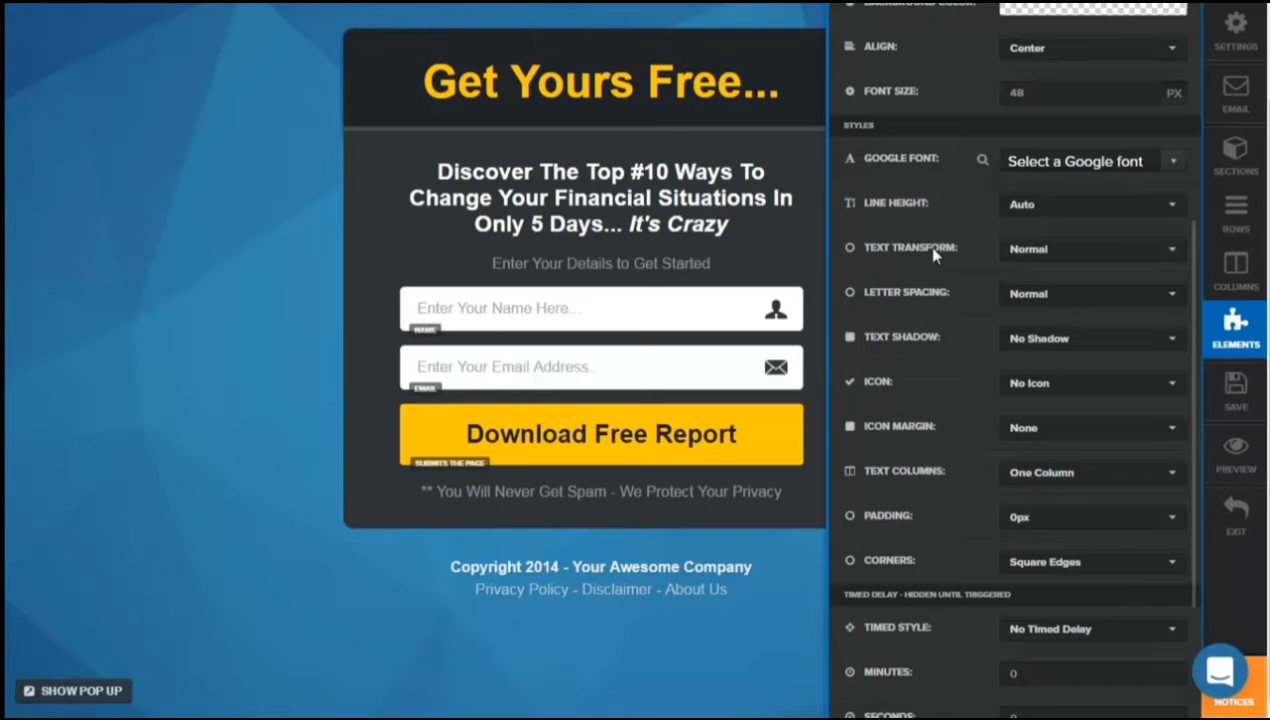 Get Yours Free...
Discover The Top #10 Ways To
Change Your Financial Situations In
Only 5 Days... It's Crazy
Enter Your Details to Get Started
Enter Your Name Here...
NAME
Enter Your Email Address..
EMAIL
Download Free Report
SUBMITS THE PAGE
** You Will Never Get Spam - We Protect Your Privacy
Copyright 2014 - Your Awesome Company
Privacy Policy - Disclaimer - About Us
SHOW POP UP
BACKGROUND COLOR:
ALIGN: Center
FONT SIZE: 48 PX
STYLES
GOOGLE FONT: Select a Google font
LINE HEIGHT: Auto
TEXT TRANSFORM: Normal
LETTER SPACING: Normal
TEXT SHADOW: No Shadow
ICON: No Icon
ICON MARGIN: None
TEXT COLUMNS: One Column
PADDING: 0px
CORNERS: Square Edges
TIMED DELAY - HIDDEN UNTIL TRIGGERED
TIMED STYLE: No Timed Delay
MINUTES: 0
SECONDS: 0
SETTINGS
EMAIL
SECTIONS
ROWS
COLUMNS
ELEMENTS
SAVE
PREVIEW
EXIT
NOTICES